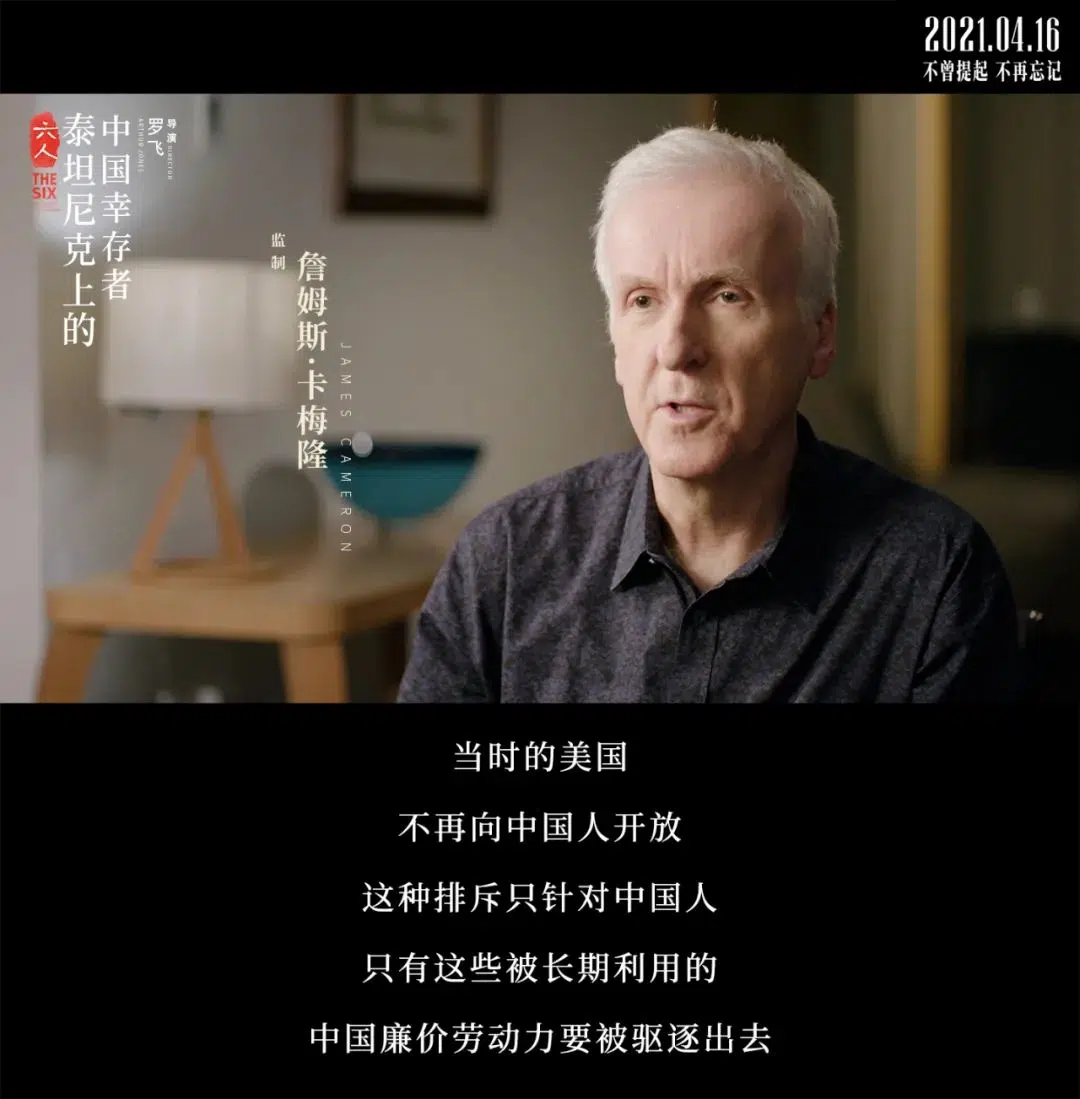 2021.04.16
不曾提起 不再忘记
六人
THE
SIX
泰坦尼克上的
中国幸存者
导演
DIRECTOR
罗飞
ARTHUR JONES
监制
詹姆斯·卡梅隆
JAMES CAMERON
当时的美国
不再向中国人开放
这种排斥只针对中国人
只有这些被长期利用的
中国廉价劳动力要被驱逐出去